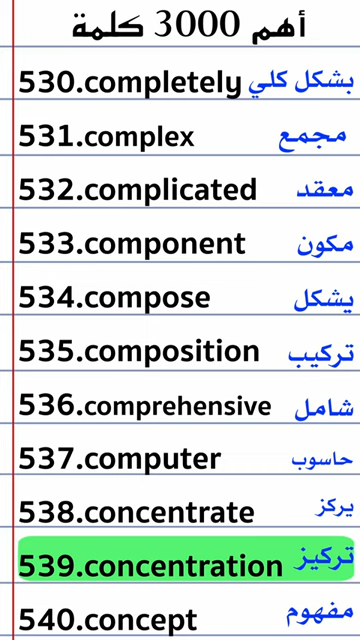 أهم 3000 كلمة
530.completely بشكل كلي
531.complex مجمع
532.complicated معقد
533.component مكون
534.compose يشكل
535.composition تركيب
536.comprehensive شامل
537.computer حاسوب
538.concentrate يركز
539.concentration تركيز
540.concept مفهوم